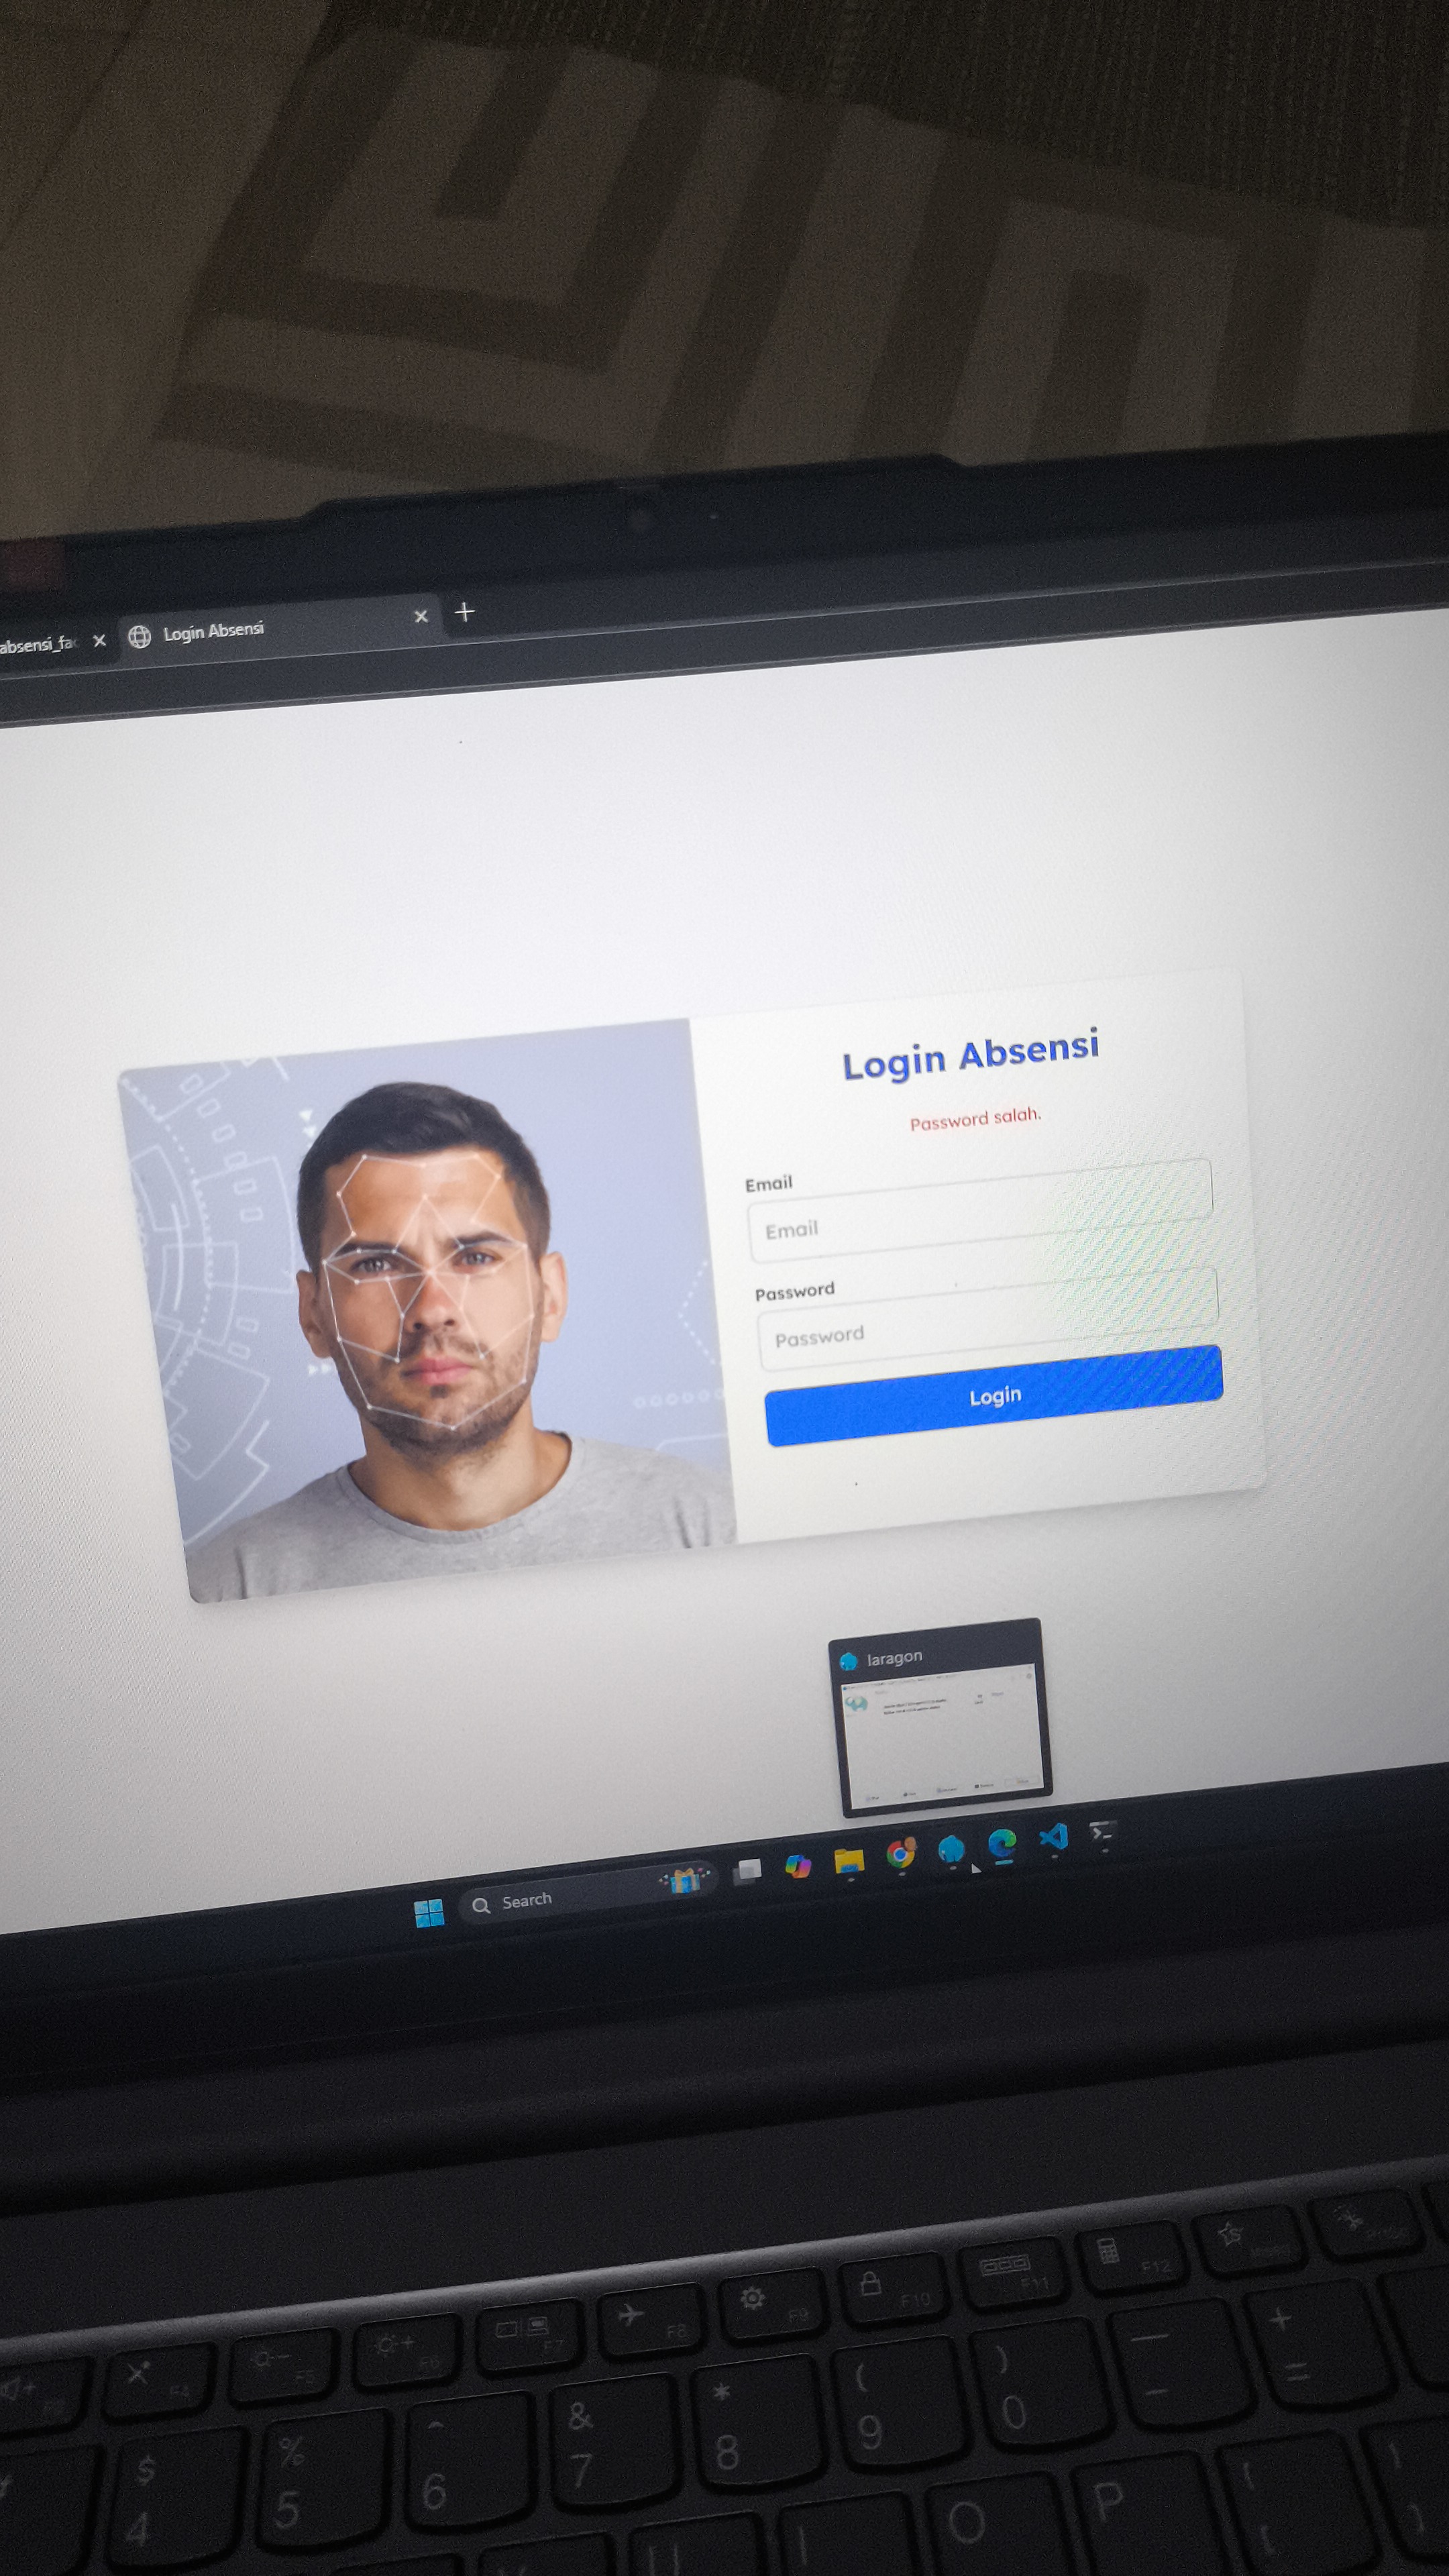 absensi_fa
Login Absensi
Login Absensi
Password salah.
Email
Email
Password
Password
Login
laragon
Search
F4
F5
F6
F7
F8
F9
F10
F11
F12
$
4
%
5
^
6
&
7
*
8
(
9
)
0
—
–
+
=
U
I
O
P